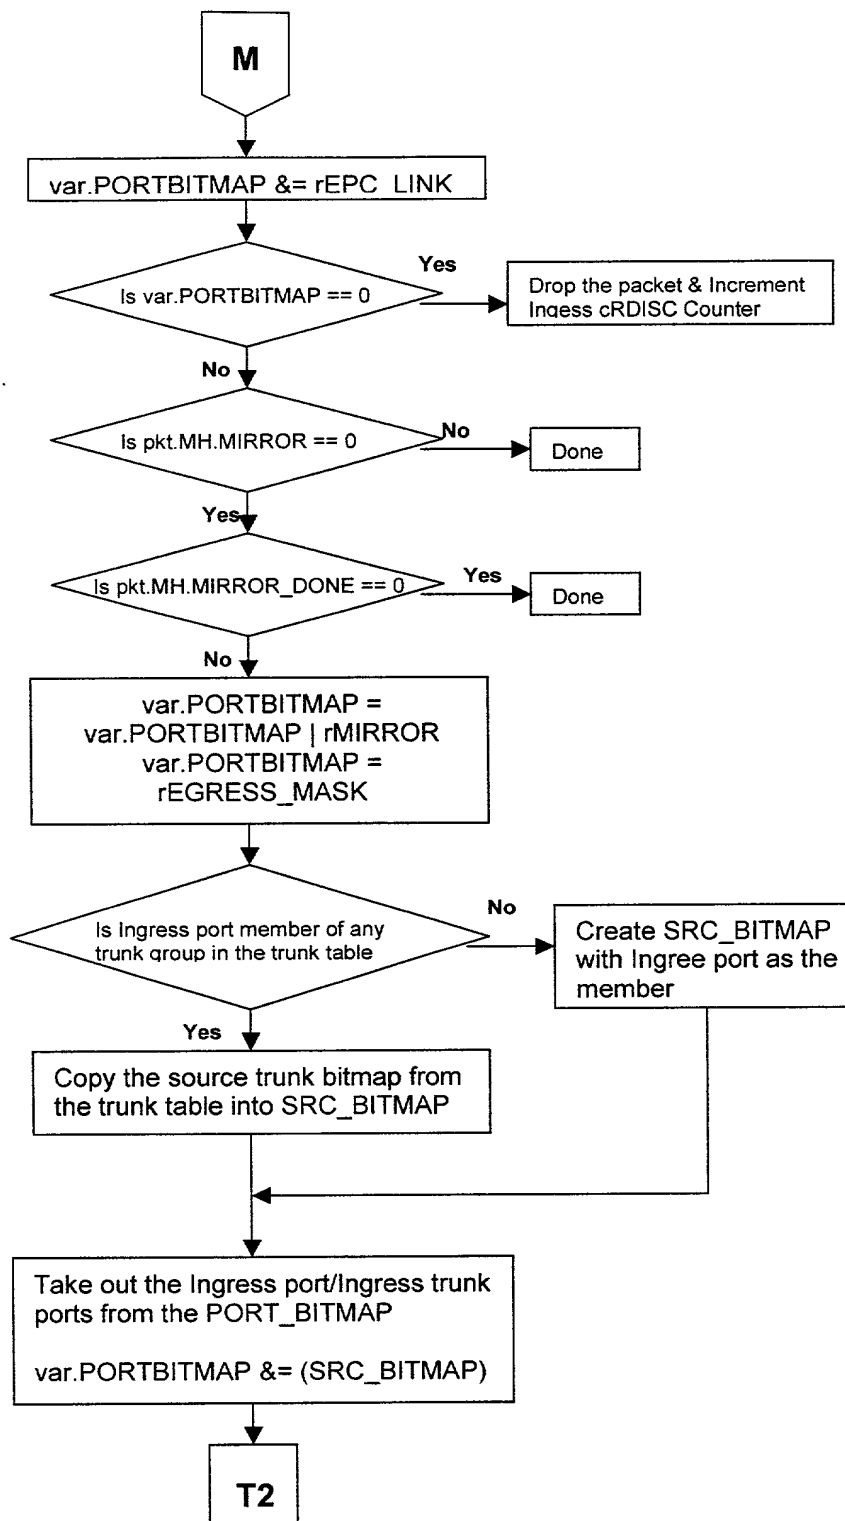 M
var.PORTBITMAP &= rEPC_LINK
Is var.PORTBITMAP == 0
Yes
Drop the packet & Increment
Ingess cRDISC Counter
No
Is pkt.MH.MIRROR == 0
No
Done
Yes
Is pkt.MH.MIRROR_DONE == 0
Yes
Done
No
var.PORTBITMAP =
var.PORTBITMAP | rMIRROR
var.PORTBITMAP =
rEGRESS_MASK
Is Ingress port member of any
trunk group in the trunk table
No
Create SRC_BITMAP
with Ingree port as the
member
Yes
Copy the source trunk bitmap from
the trunk table into SRC_BITMAP
Take out the Ingress port/Ingress trunk
ports from the PORT_BITMAP
var.PORTBITMAP &= (SRC_BITMAP)
T2